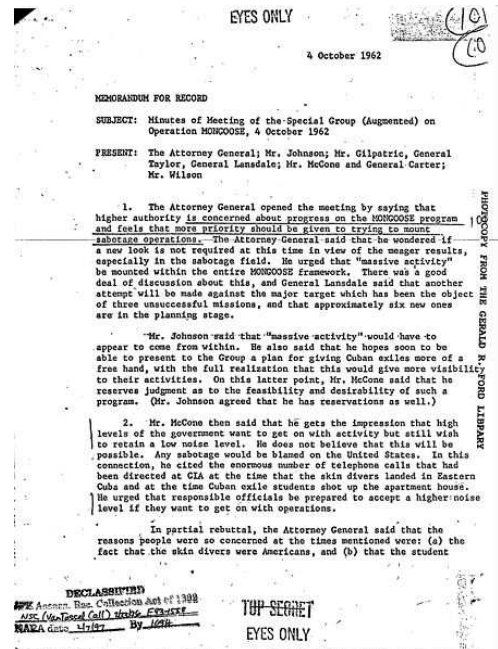 EYES ONLY
101
4 October 1962
MEMORANDUM FOR RECORD
SUBJECT: Minutes of Meeting of the Special Group (Augmented) on
Operation MONGOOSE, 4 October 1962
PRESENT: The Attorney General; Mr. Johnson; Mr. Gilpatric, General
Taylor, General Lansdale; Mr. McCone and General Carter;
Mr. Wilson
1. The Attorney General opened the meeting by saying that
higher authority is concerned about progress on the MONGOOSE program
and feels that more priority should be given to trying to mount
sabotage operations. The Attorney General said that he wondered if
a new look is not required at this time in view of the meager results,
especially in the sabotage field. He urged that "massive activity"
be mounted within the entire MONGOOSE framework. There was a good
deal of discussion about this, and General Lansdale said that another
attempt will be made against the major target which has been the object
of three unsuccessful missions, and that approximately six new ones
are in the planning stage.
Mr. Johnson said that "massive activity" would have to
appear to come from within. He also said that he hopes soon to be
able to present to the Group a plan for giving Cuban exiles more of a
free hand, with the full realization that this would give more visibility
to their activities. On this latter point, Mr. McCone said that he
reserves judgment as to the feasibility and desirability of such a
program. (Mr. Johnson agreed that he has reservations as well.)
2. Mr. McCone then said that he gets the impression that high
levels of the government want to get on with activity but still wish
to retain a low noise level. He does not believe that this will be
possible. Any sabotage would be blamed on the United States. In this
connection, he cited the enormous number of telephone calls that had
been directed at CIA at the time that the skin divers landed in Eastern
Cuba and at the time Cuban exile students shot up the apartment house.
He urged that responsible officials be prepared to accept a higher noise
level if they want to get on with operations.
In partial rebuttal, the Attorney General said that the
reasons people were so concerned at the times mentioned were: (a) the
fact that the skin divers were Americans, and (b) that the student
PHOTOCOPY FROM THE GERALD R. FORD LIBRARY
DECLASSIFIED
Rec. Collection Act of 1992
NSC
NARA date 4/7/97 By
TOP SECRET
EYES ONLY